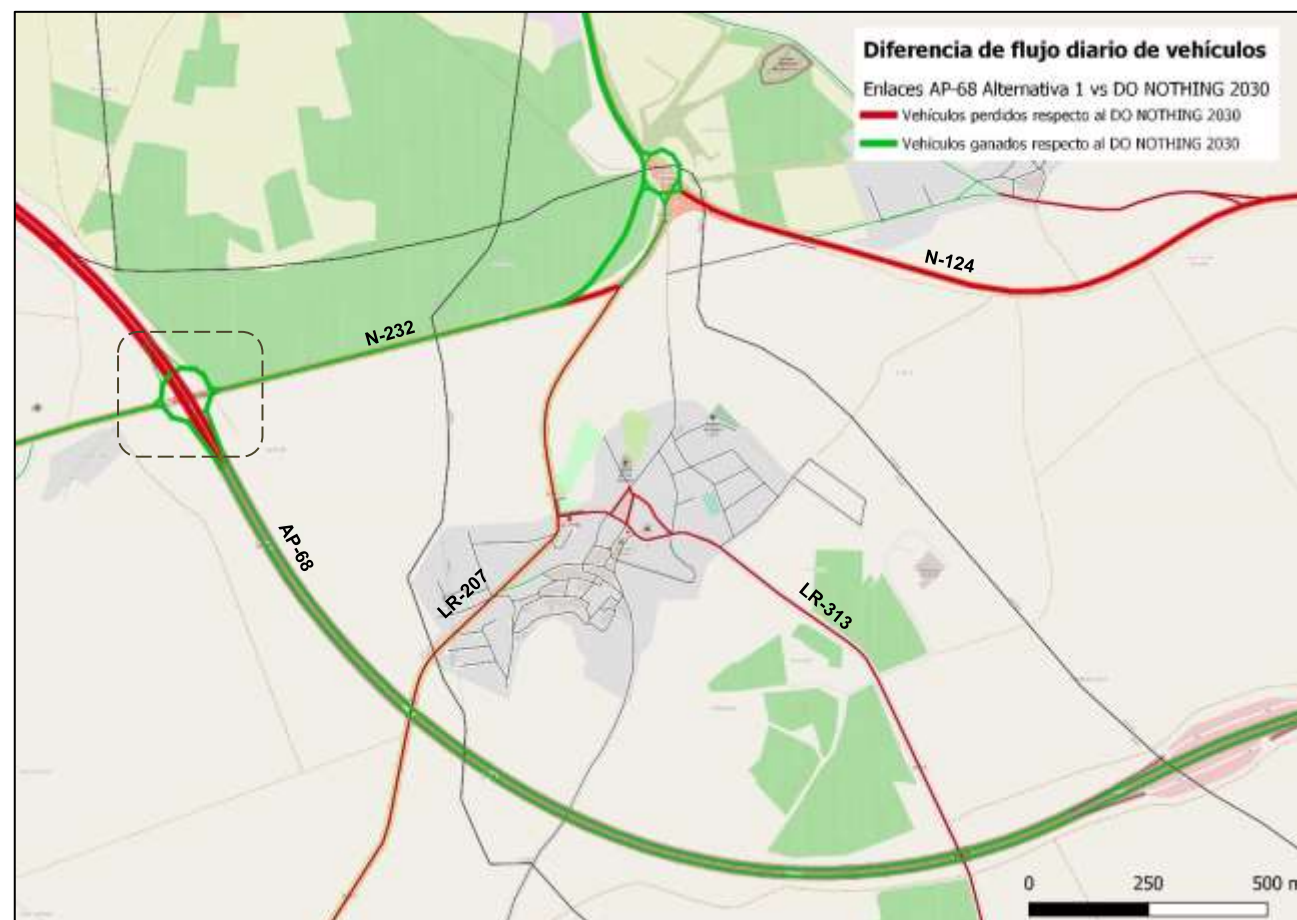 Diferencia de flujo diario de vehículos
Enlaces AP-68 Alternativa 1 vs DO NOTHING 2030
Vehículos perdidos respecto al DO NOTHING 2030
Vehículos ganados respecto al DO NOTHING 2030
N-124
N-232
AP-68
LR-207
LR-313
0 250 500 m